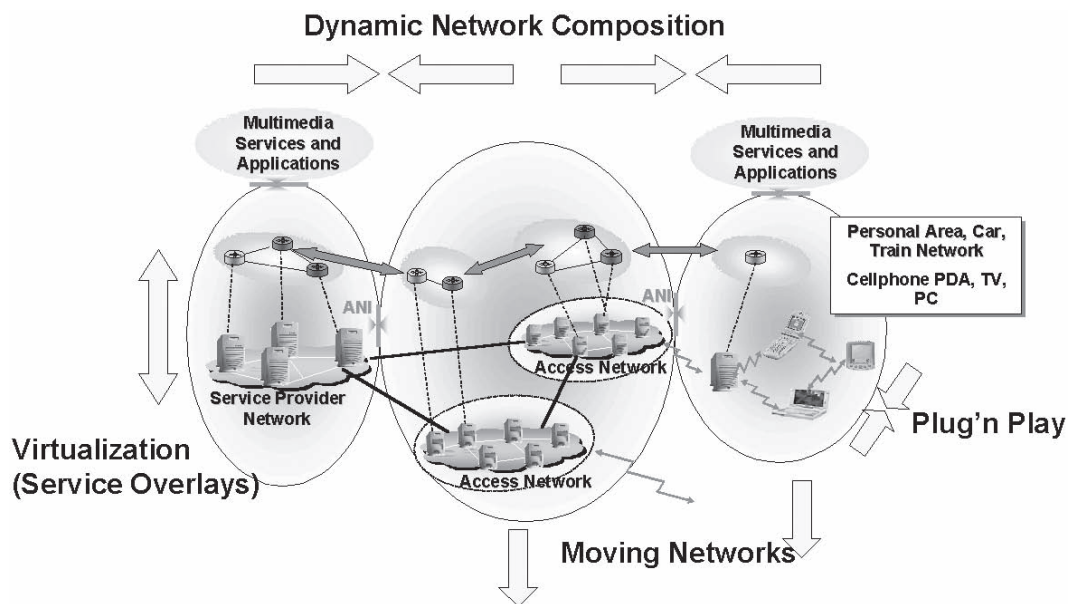 Dynamic Network Composition
Multimedia
Services and
Applications
Multimedia
Services and
Applications
Personal Area, Car,
Train Network
Cellphone PDA, TV,
PC
ANI
ANI
Access Network
Service Provider
Network
Access Network
Virtualization
(Service Overlays)
Plug'n Play
Moving Networks